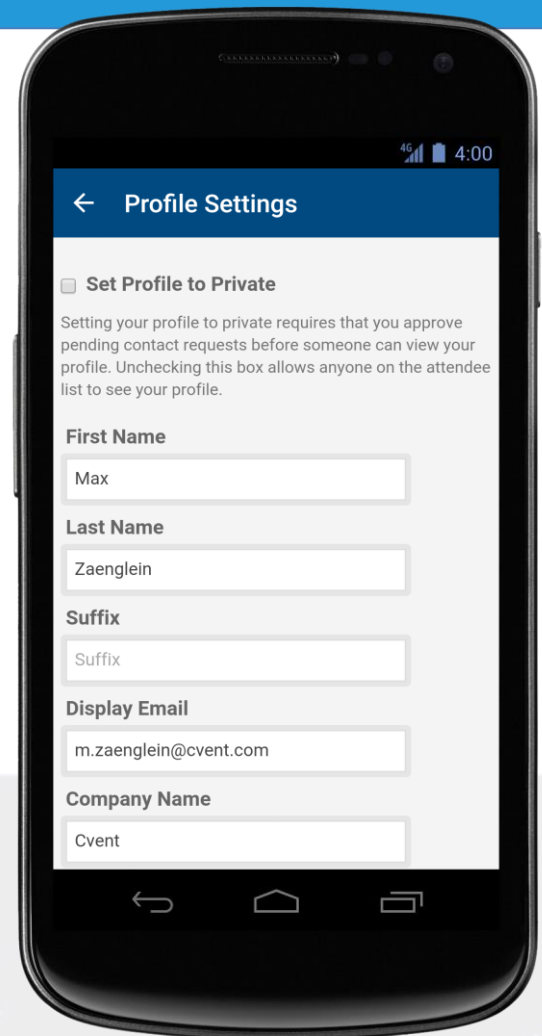 4G 4:00
Profile Settings
Set Profile to Private
Setting your profile to private requires that you approve
pending contact requests before someone can view your
profile. Unchecking this box allows anyone on the attendee
list to see your profile.
First Name
Max
Last Name
Zaenglein
Suffix
Suffix
Display Email
m.zaenglein@cvent.com
Company Name
Cvent